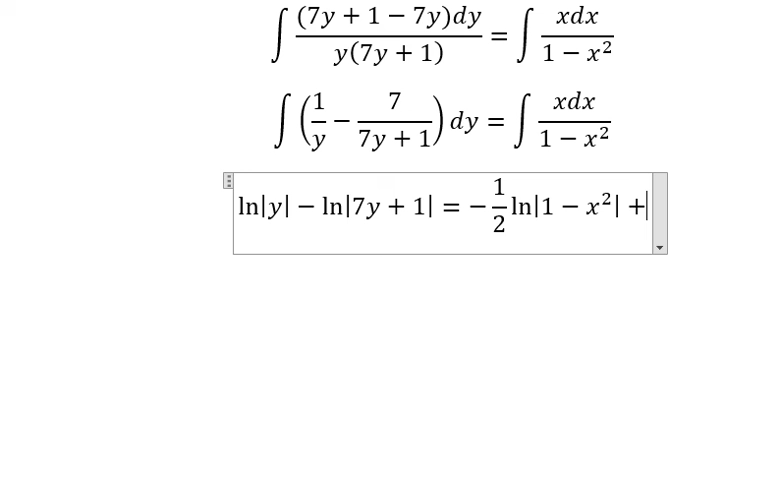 ∫ (7y + 1 − 7y)dy / y(7y + 1) = ∫ xdx / 1 − x²
∫ (1/y − 7/7y + 1) dy = ∫ xdx / 1 − x²
ln|y| − ln|7y + 1| = −1/2 ln|1 − x²| +